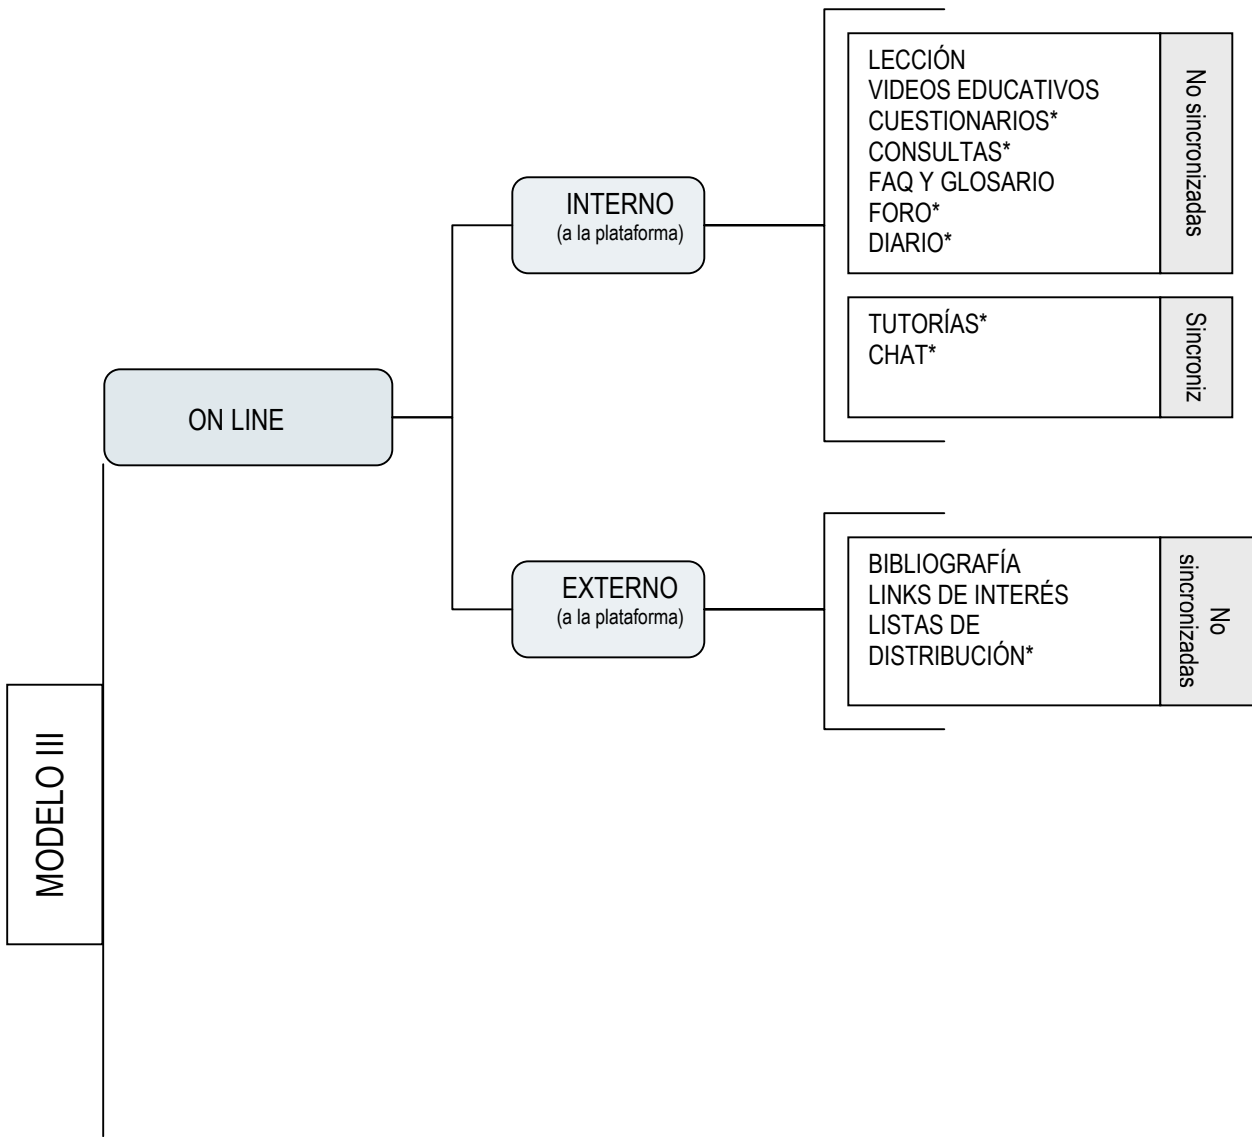 LECCIÓN
VIDEOS EDUCATIVOS
CUESTIONARIOS*
CONSULTAS*
FAQ Y GLOSARIO
FORO*
DIARIO*
No sincronizadas
INTERNO
(a la plataforma)
TUTORÍAS*
CHAT*
Sincroniz
ON LINE
EXTERNO
(a la plataforma)
BIBLIOGRAFÍA
LINKS DE INTERÉS
LISTAS DE
DISTRIBUCIÓN*
No
sincronizadas
MODELO III